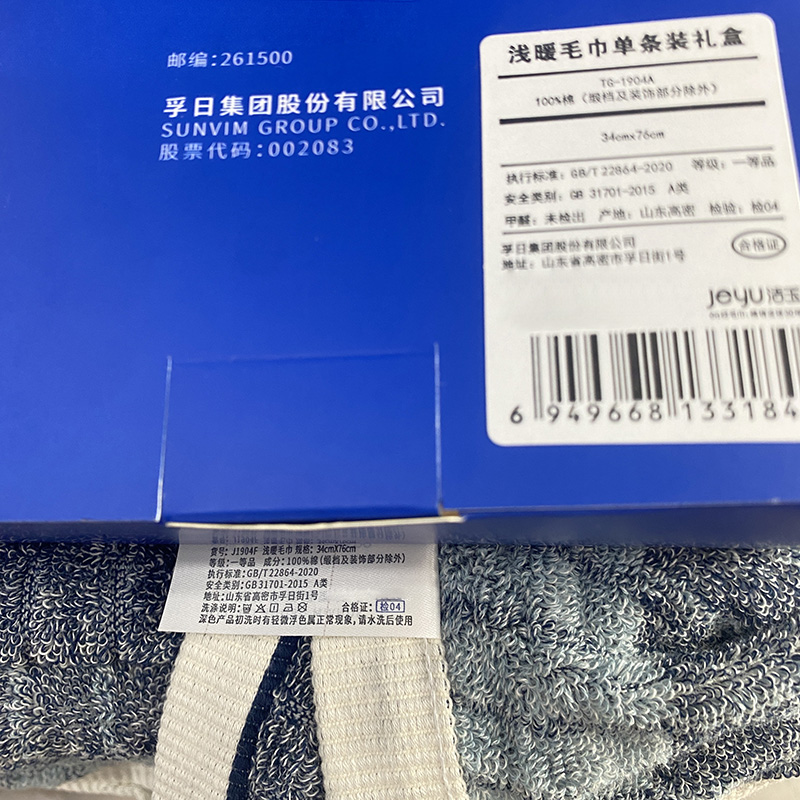 邮编:261500
孚日集团股份有限公司
SUNVIM GROUP CO.,LTD.
股票代码:002083
浅暖毛巾单条装礼盒
TG-1904A
100%棉（缎档及装饰部分除外）
34cmx76cm
执行标准：GB/T 22864-2020 等级：一等品
安全类别：GB 31701-2015 A类
甲醛：未检出 产地：山东高密 检验：检04
孚日集团股份有限公司
地址：山东省高密市孚日街1号
合格证
jeyu洁玉
6 949668 133184
货号：J1904F 浅暖毛巾 规格：34cmX76cm
等级：一等品 成分：100%棉(缎档及装饰部分除外)
执行标准：GB/T22864-2020
安全类别：GB 31701-2015 A类
地址：山东省高密市孚日街1号
洗涤说明： 合格证：检04
深色产品初洗时有轻微浮色属正常现象，请水洗后使用